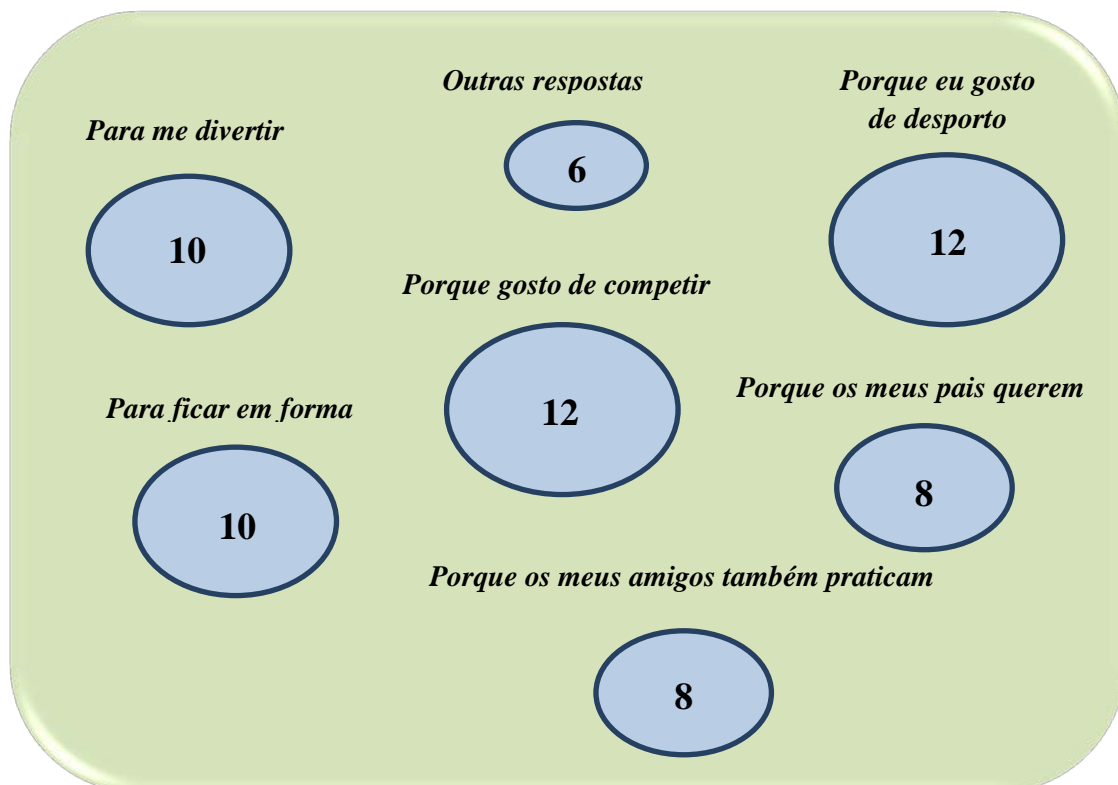 Outras respostas
6
Porque eu gosto
de desporto
12
Para me divertir
10
Porque gosto de competir
12
Para ficar em forma
10
Porque os meus pais querem
8
Porque os meus amigos também praticam
8